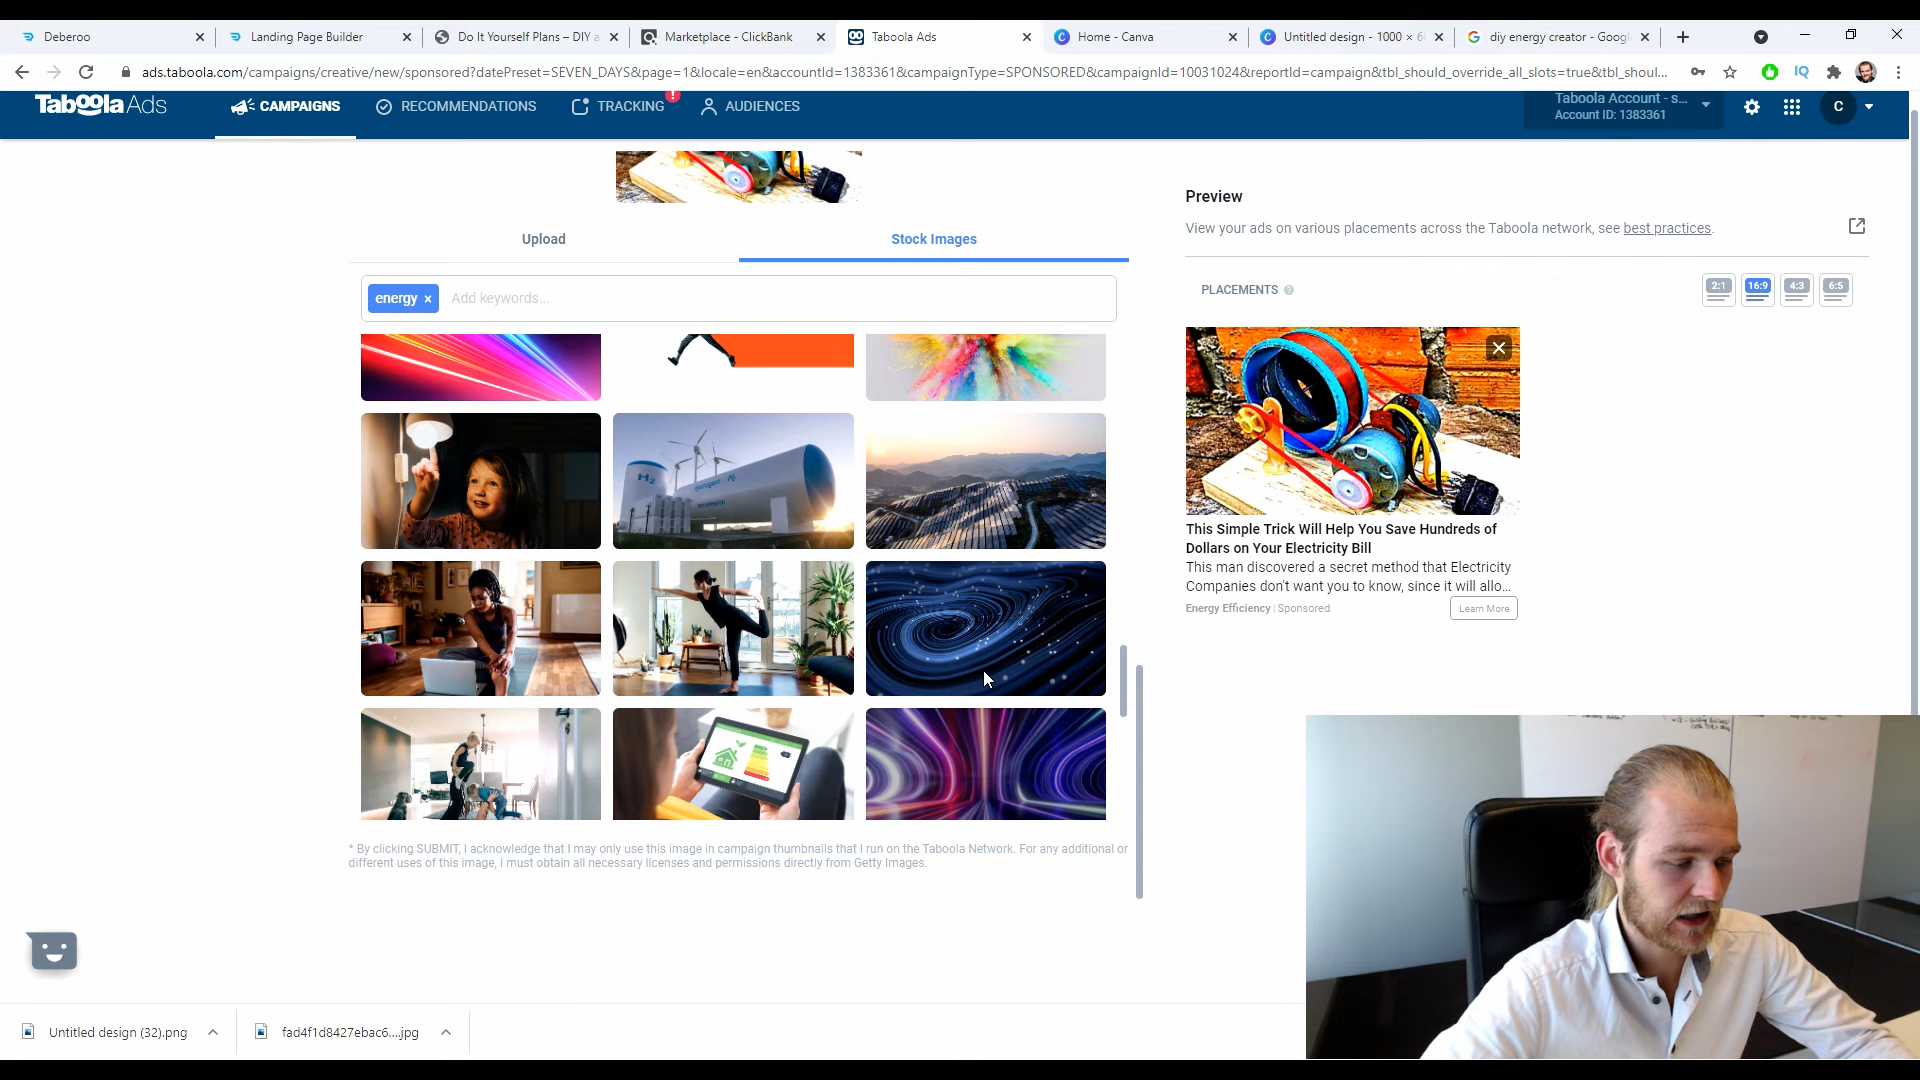 Deberoo
Landing Page Builder
Do It Yourself Plans – DIY a
Marketplace - ClickBank
Taboola Ads
Home - Canva
Untitled design - 1000 × 6
diy energy creator - Googl
ads.taboola.com/campaigns/creative/new/sponsored?datePreset=SEVEN_DAYS&page=1&locale=en&accountId=1383361&campaignType=SPONSORED&campaignId=10031024&reportId=campaign&tbl_should_override_all_slots=true&tbl_shoul...
IQ
Taboola Ads
CAMPAIGNS
RECOMMENDATIONS
TRACKING
!
AUDIENCES
Taboola Account - s...
Account ID: 1383361
C
Upload
Stock Images
energy ×
Add keywords...
H2
Hydrogen H2
* By clicking SUBMIT, I acknowledge that I may only use this image in campaign thumbnails that I run on the Taboola Network. For any additional or
different uses of this image, I must obtain all necessary licenses and permissions directly from Getty Images.
Preview
View your ads on various placements across the Taboola network, see best practices.
PLACEMENTS ?
2:1
16:9
4:3
6:5
This Simple Trick Will Help You Save Hundreds of
Dollars on Your Electricity Bill
This man discovered a secret method that Electricity
Companies don't want you to know, since it will allo...
Energy Efficiency | Sponsored
Learn More
Untitled design (32).png
fad4f1d8427ebac6....jpg